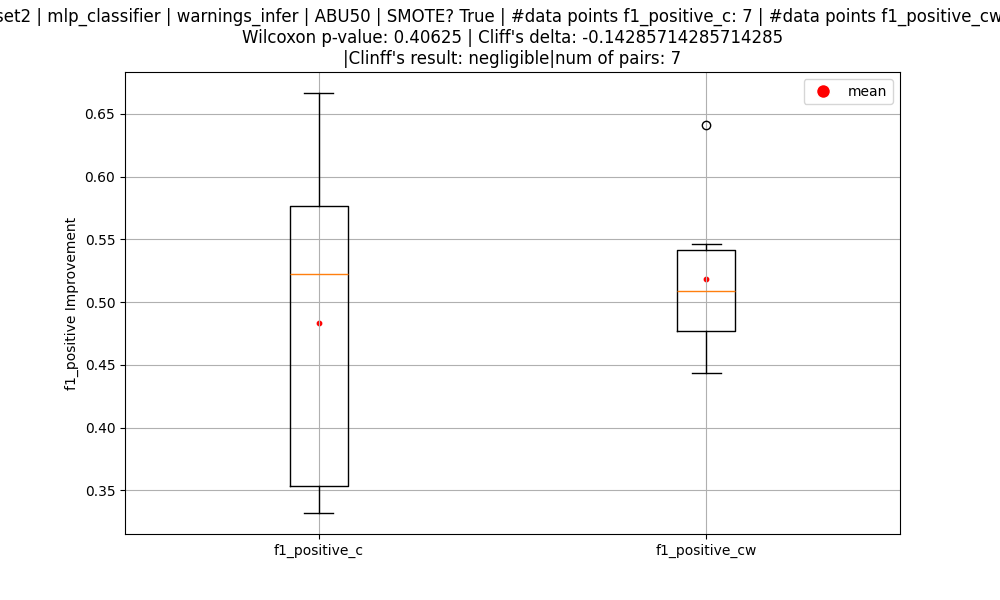 set2 | mlp_classifier | warnings_infer | ABU50 | SMOTE? True | #data points f1_positive_c: 7 | #data points f1_positive_cw
Wilcoxon p-value: 0.40625 | Cliff's delta: -0.14285714285714285
|Clinff's result: negligible|num of pairs: 7
mean
f1_positive Improvement
0.65
0.60
0.55
0.50
0.45
0.40
0.35
f1_positive_c
f1_positive_cw